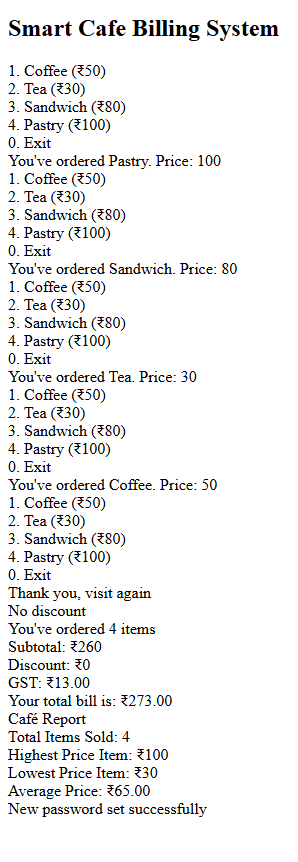 Smart Cafe Billing System
1. Coffee (₹50)
2. Tea (₹30)
3. Sandwich (₹80)
4. Pastry (₹100)
0. Exit
You've ordered Pastry. Price: 100
1. Coffee (₹50)
2. Tea (₹30)
3. Sandwich (₹80)
4. Pastry (₹100)
0. Exit
You've ordered Sandwich. Price: 80
1. Coffee (₹50)
2. Tea (₹30)
3. Sandwich (₹80)
4. Pastry (₹100)
0. Exit
You've ordered Tea. Price: 30
1. Coffee (₹50)
2. Tea (₹30)
3. Sandwich (₹80)
4. Pastry (₹100)
0. Exit
You've ordered Coffee. Price: 50
1. Coffee (₹50)
2. Tea (₹30)
3. Sandwich (₹80)
4. Pastry (₹100)
0. Exit
Thank you, visit again
No discount
You've ordered 4 items
Subtotal: ₹260
Discount: ₹0
GST: ₹13.00
Your total bill is: ₹273.00
Café Report
Total Items Sold: 4
Highest Price Item: ₹100
Lowest Price Item: ₹30
Average Price: ₹65.00
New password set successfully